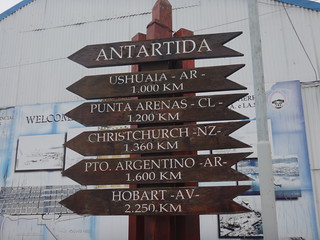 ANTARTIDA
USHUAIA -AR-
1.000 KM
PUNTA ARENAS -CL-
1.200 KM
CHRISTCHURCH -NZ-
1.360 KM
PTO. ARGENTINO -AR-
1.600 KM
HOBART -AV-
2.250 KM
WELCOME